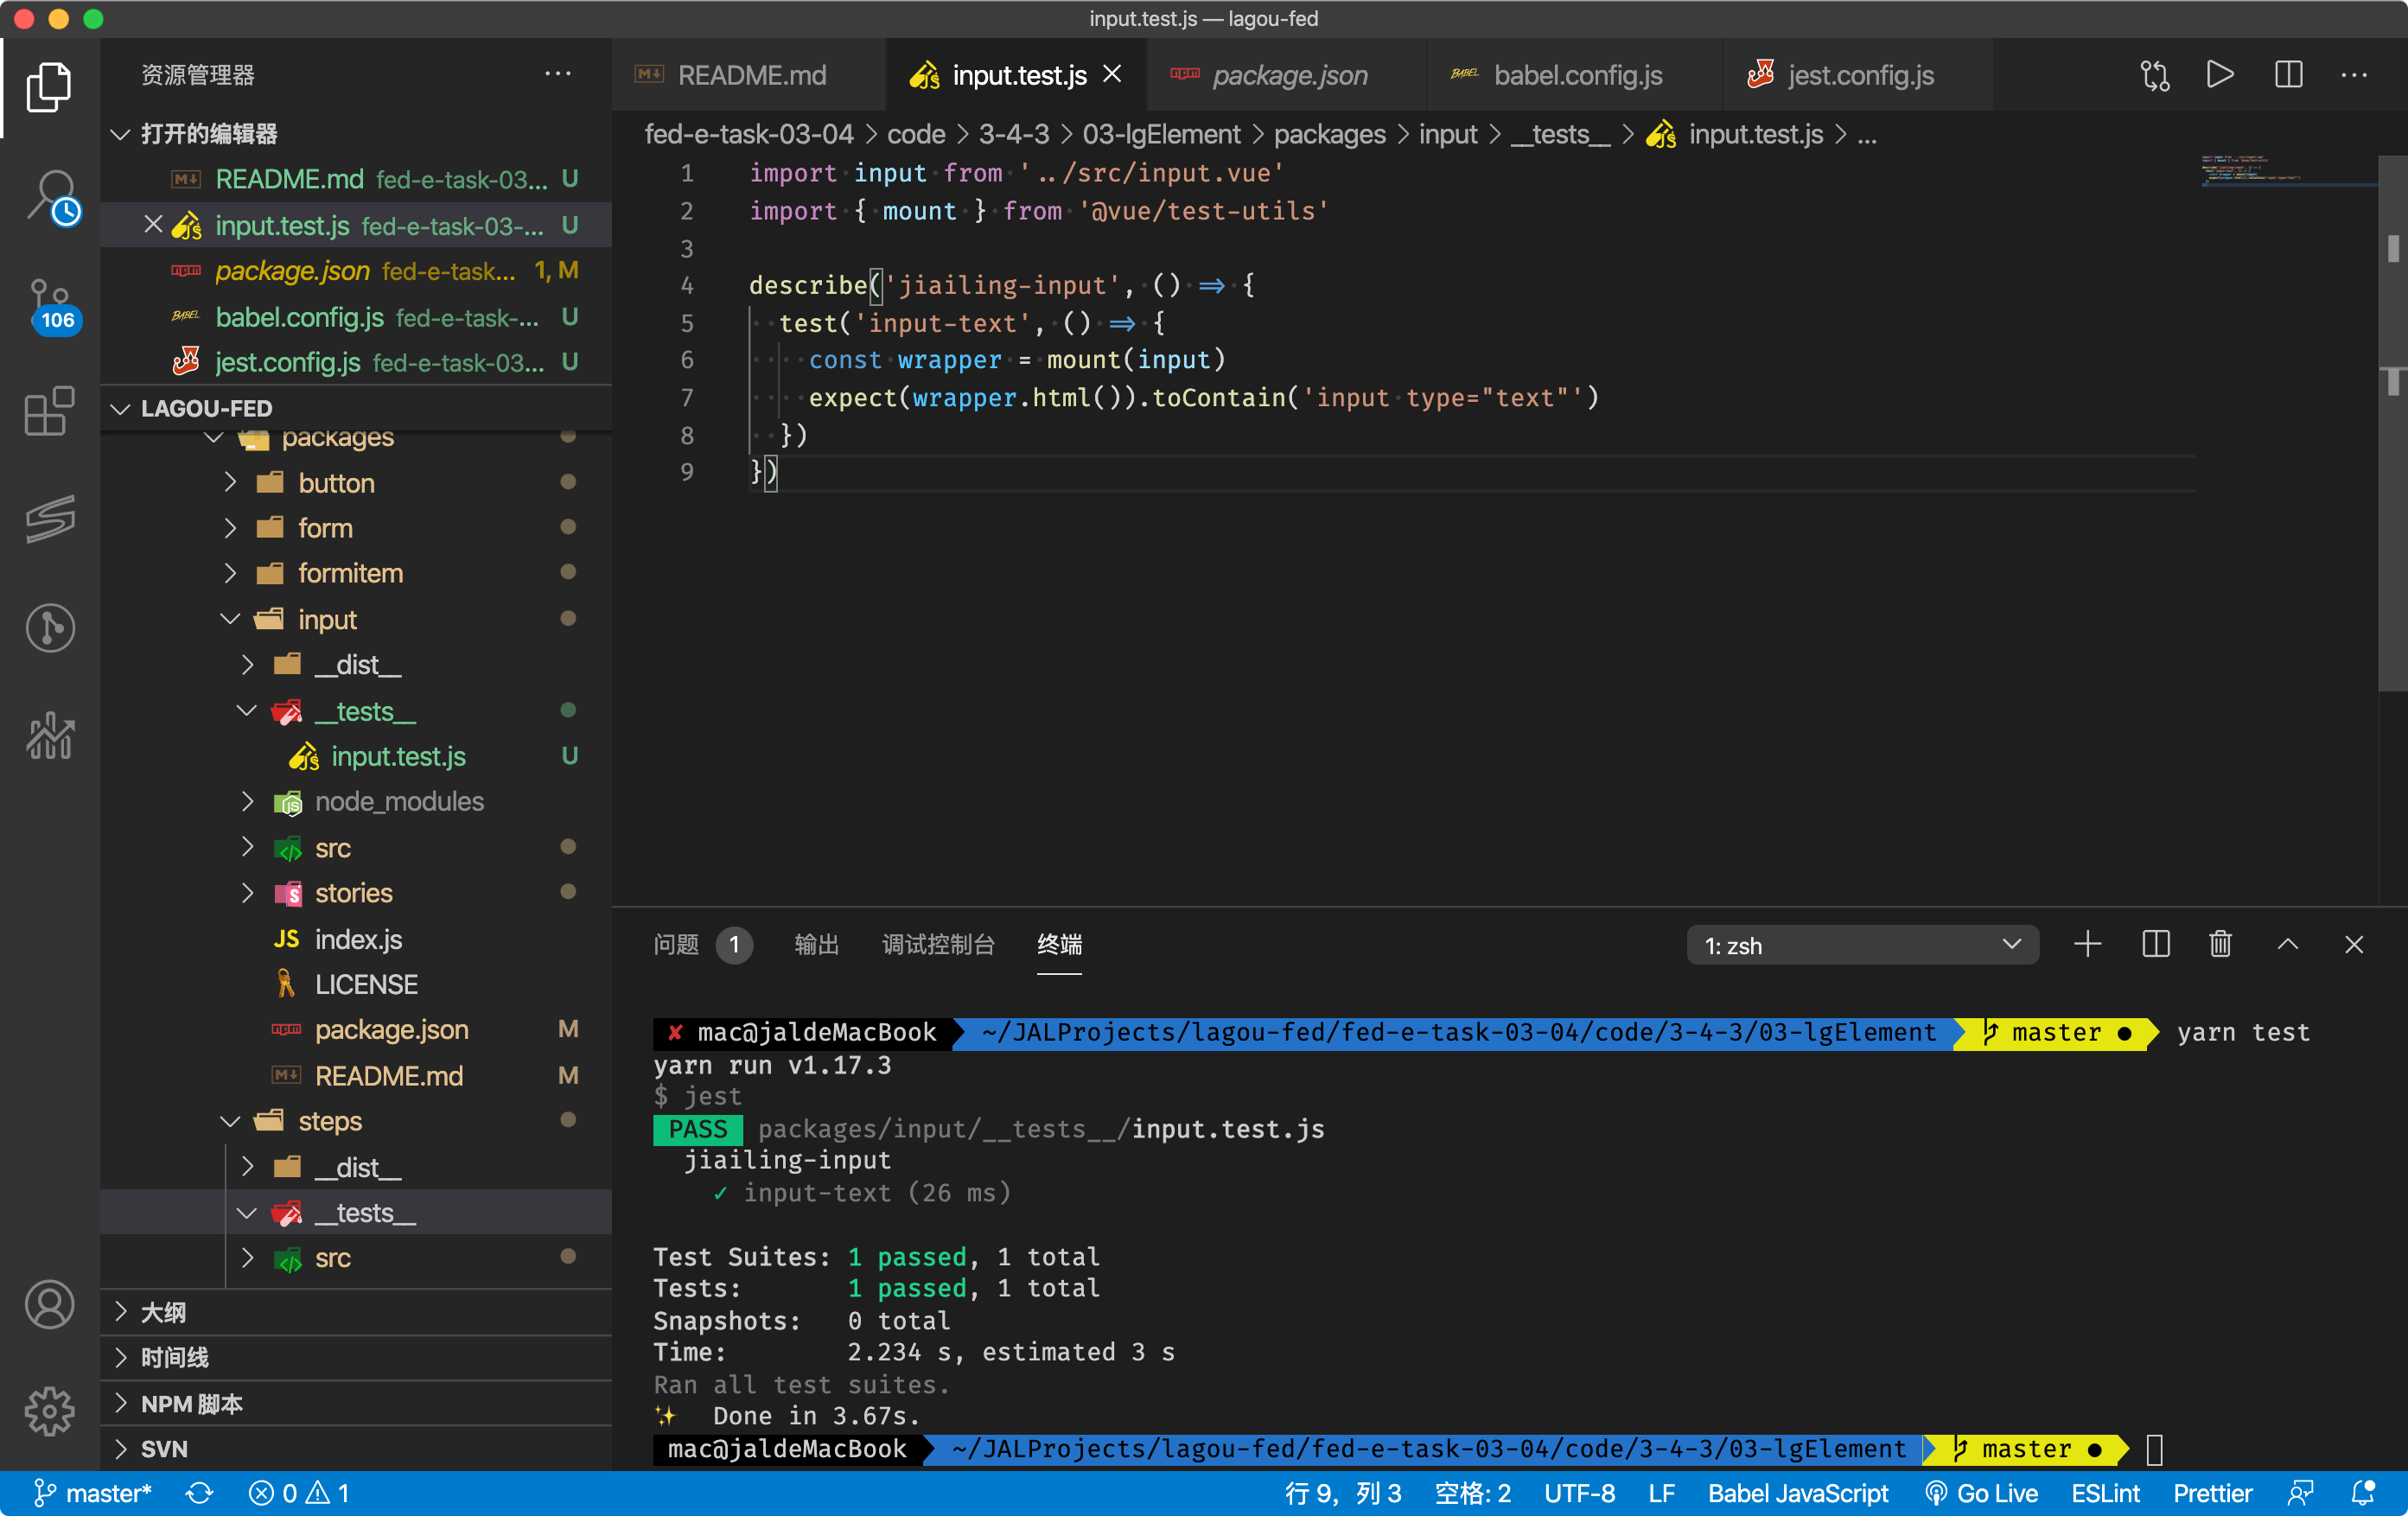 input.test.js — lagou-fed
资源管理器
README.md
input.test.js
package.json
babel.config.js
jest.config.js
打开的编辑器
README.md fed-e-task-03... U
input.test.js fed-e-task-03-... U
package.json fed-e-task... 1, M
babel.config.js fed-e-task-... U
jest.config.js fed-e-task-03... U
LAGOU-FED
packages
button
form
formitem
input
__dist__
__tests__
input.test.js U
node_modules
src
stories
index.js
LICENSE
package.json M
README.md M
steps
__dist__
__tests__
src
大纲
时间线
NPM 脚本
SVN
106
fed-e-task-03-04 > code > 3-4-3 > 03-lgElement > packages > input > __tests__ > input.test.js > ...
1 import input from '../src/input.vue'
2 import { mount } from '@vue/test-utils'
3
4 describe('jiailing-input', () => {
5 test('input-text', () => {
6 const wrapper = mount(input)
7 expect(wrapper.html()).toContain('input type="text"')
8 })
9 })
问题 1 输出 调试控制台 终端
1: zsh
✘ mac@jaldeMacBook ~/JALProjects/lagou-fed/fed-e-task-03-04/code/3-4-3/03-lgElement master ● yarn test
yarn run v1.17.3
$ jest
PASS packages/input/__tests__/input.test.js
jiailing-input
✓ input-text (26 ms)
Test Suites: 1 passed, 1 total
Tests: 1 passed, 1 total
Snapshots: 0 total
Time: 2.234 s, estimated 3 s
Ran all test suites.
✨ Done in 3.67s.
mac@jaldeMacBook ~/JALProjects/lagou-fed/fed-e-task-03-04/code/3-4-3/03-lgElement master ●
master* 0 1 行 9，列 3 空格: 2 UTF-8 LF Babel JavaScript Go Live ESLint Prettier